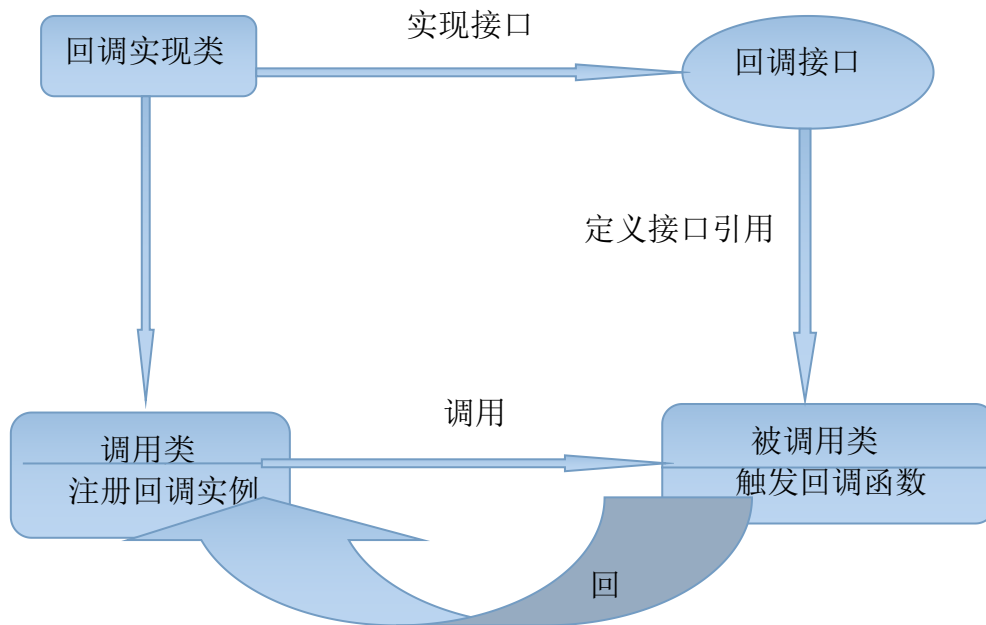 实现接口
回调实现类
回调接口
定义接口引用
调用
调用类
注册回调实例
被调用类
触发回调函数
回